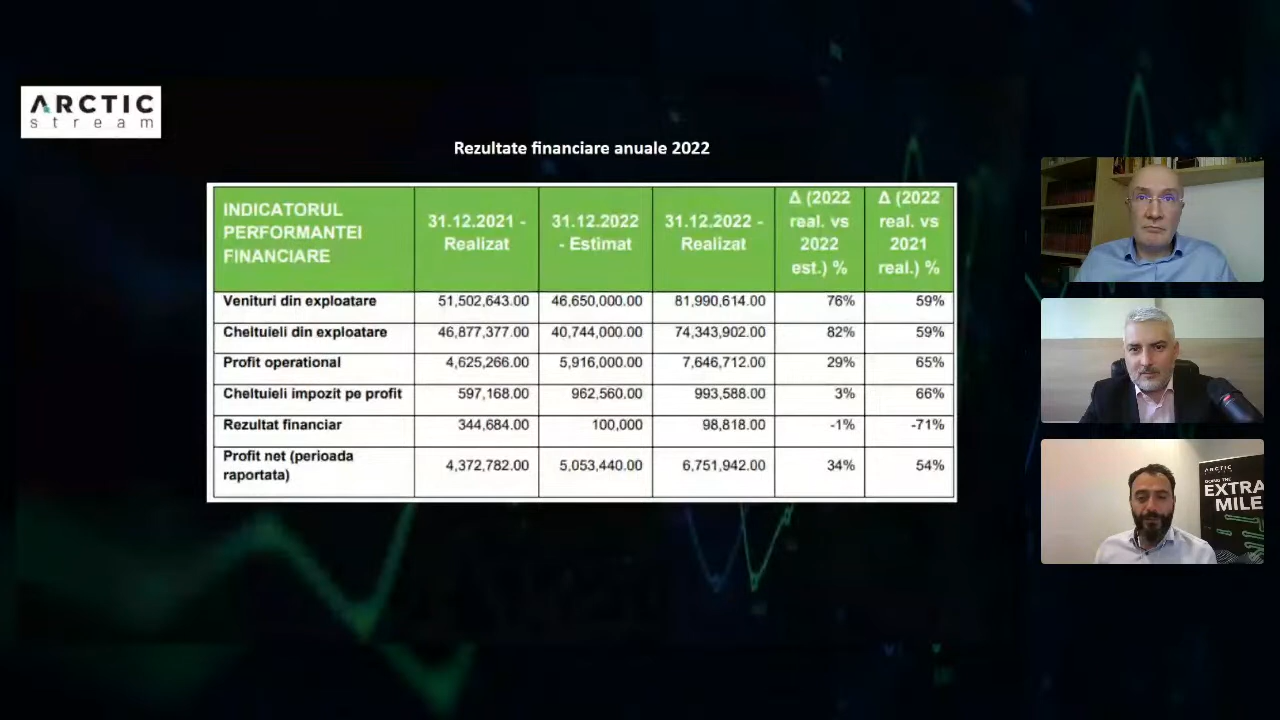 ARCTIC
stream
Rezultate financiare anuale 2022
INDICATORUL PERFORMANTEI FINANCIARE 31.12.2021 - Realizat 31.12.2022 - Estimat 31.12.2022 - Realizat Δ (2022 real. vs 2022 est.) % Δ (2022 real. vs 2021 real.) %
Venituri din exploatare 51,502,643.00 46,650,000.00 81,990,614.00 76% 59%
Cheltuieli din exploatare 46,877,377.00 40,744,000.00 74,343,902.00 82% 59%
Profit operational 4,625,266.00 5,916,000.00 7,646,712.00 29% 65%
Cheltuieli impozit pe profit 597,168.00 962,560.00 993,588.00 3% 66%
Rezultat financiar 344,684.00 100,000 98,818.00 -1% -71%
Profit net (perioada raportata) 4,372,782.00 5,053,440.00 6,751,942.00 34% 54%
ARCTIC
stream
GOING THE
EXTRA
MILE